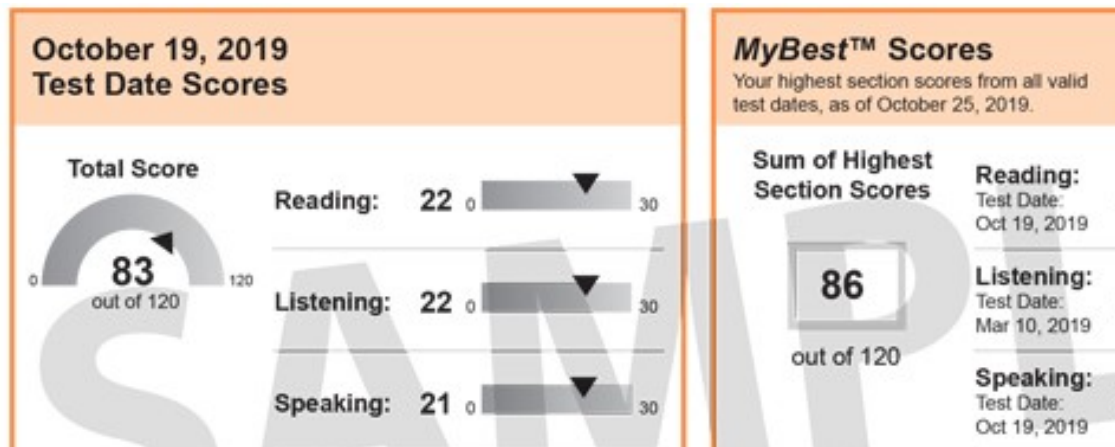 October 19, 2019
Test Date Scores
Total Score
0
83
120
out of 120
Reading: 22 0 30
Listening: 22 0 30
Speaking: 21 0 30
MyBest™ Scores
Your highest section scores from all valid
test dates, as of October 25, 2019.
Sum of Highest
Section Scores
86
out of 120
Reading:
Test Date:
Oct 19, 2019
Listening:
Test Date:
Mar 10, 2019
Speaking:
Test Date:
Oct 19, 2019
SAMPL